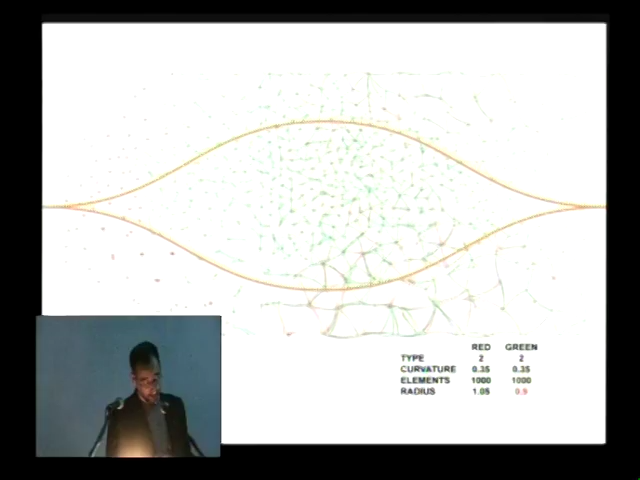 RED GREEN
TYPE 2 2
CURVATURE 0.35 0.35
ELEMENTS 1000 1000
RADIUS 1.05 0.9